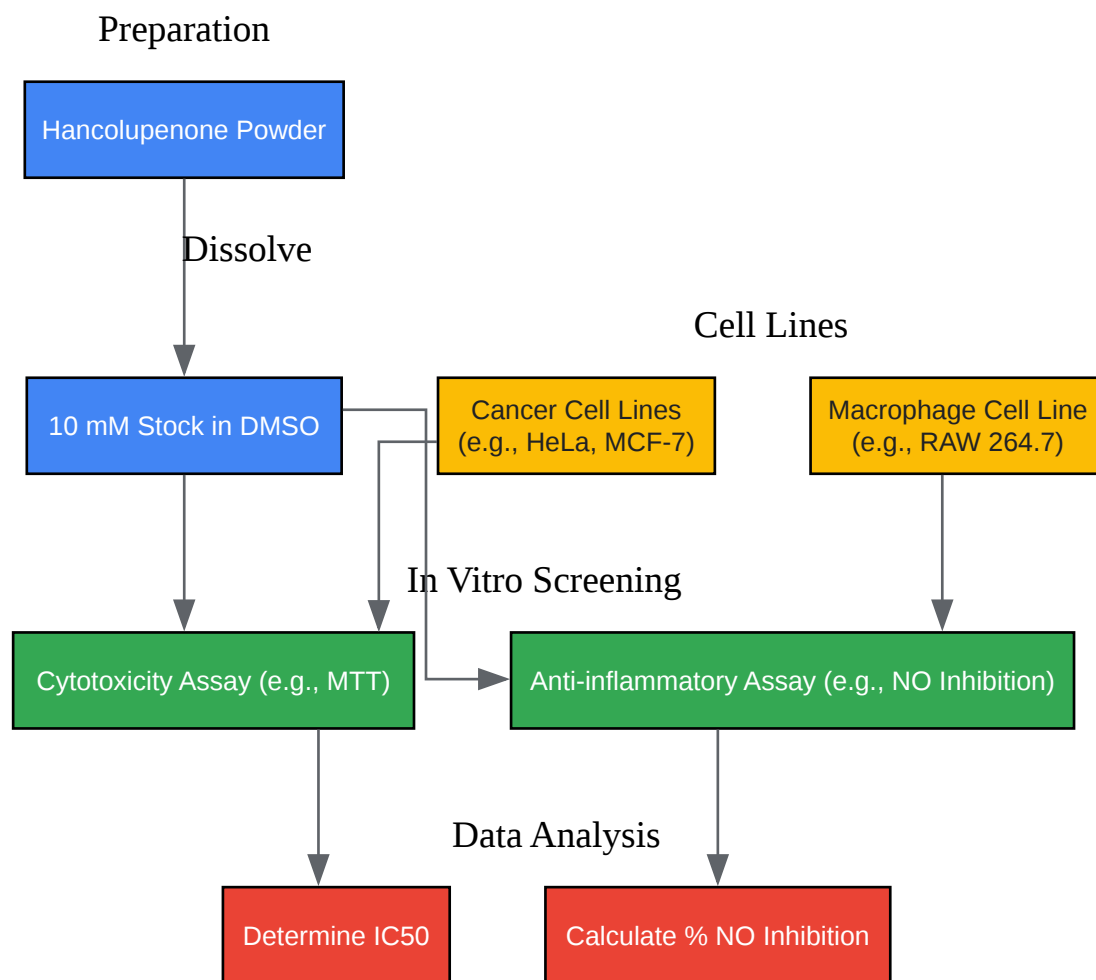 Preparation
Hancolupenone Powder
Dissolve
Cell Lines
10 mM Stock in DMSO
Cancer Cell Lines
(e.g., HeLa, MCF-7)
Macrophage Cell Line
(e.g., RAW 264.7)
In Vitro Screening
Cytotoxicity Assay (e.g., MTT)
Anti-inflammatory Assay (e.g., NO Inhibition)
Data Analysis
Determine IC50
Calculate % NO Inhibition